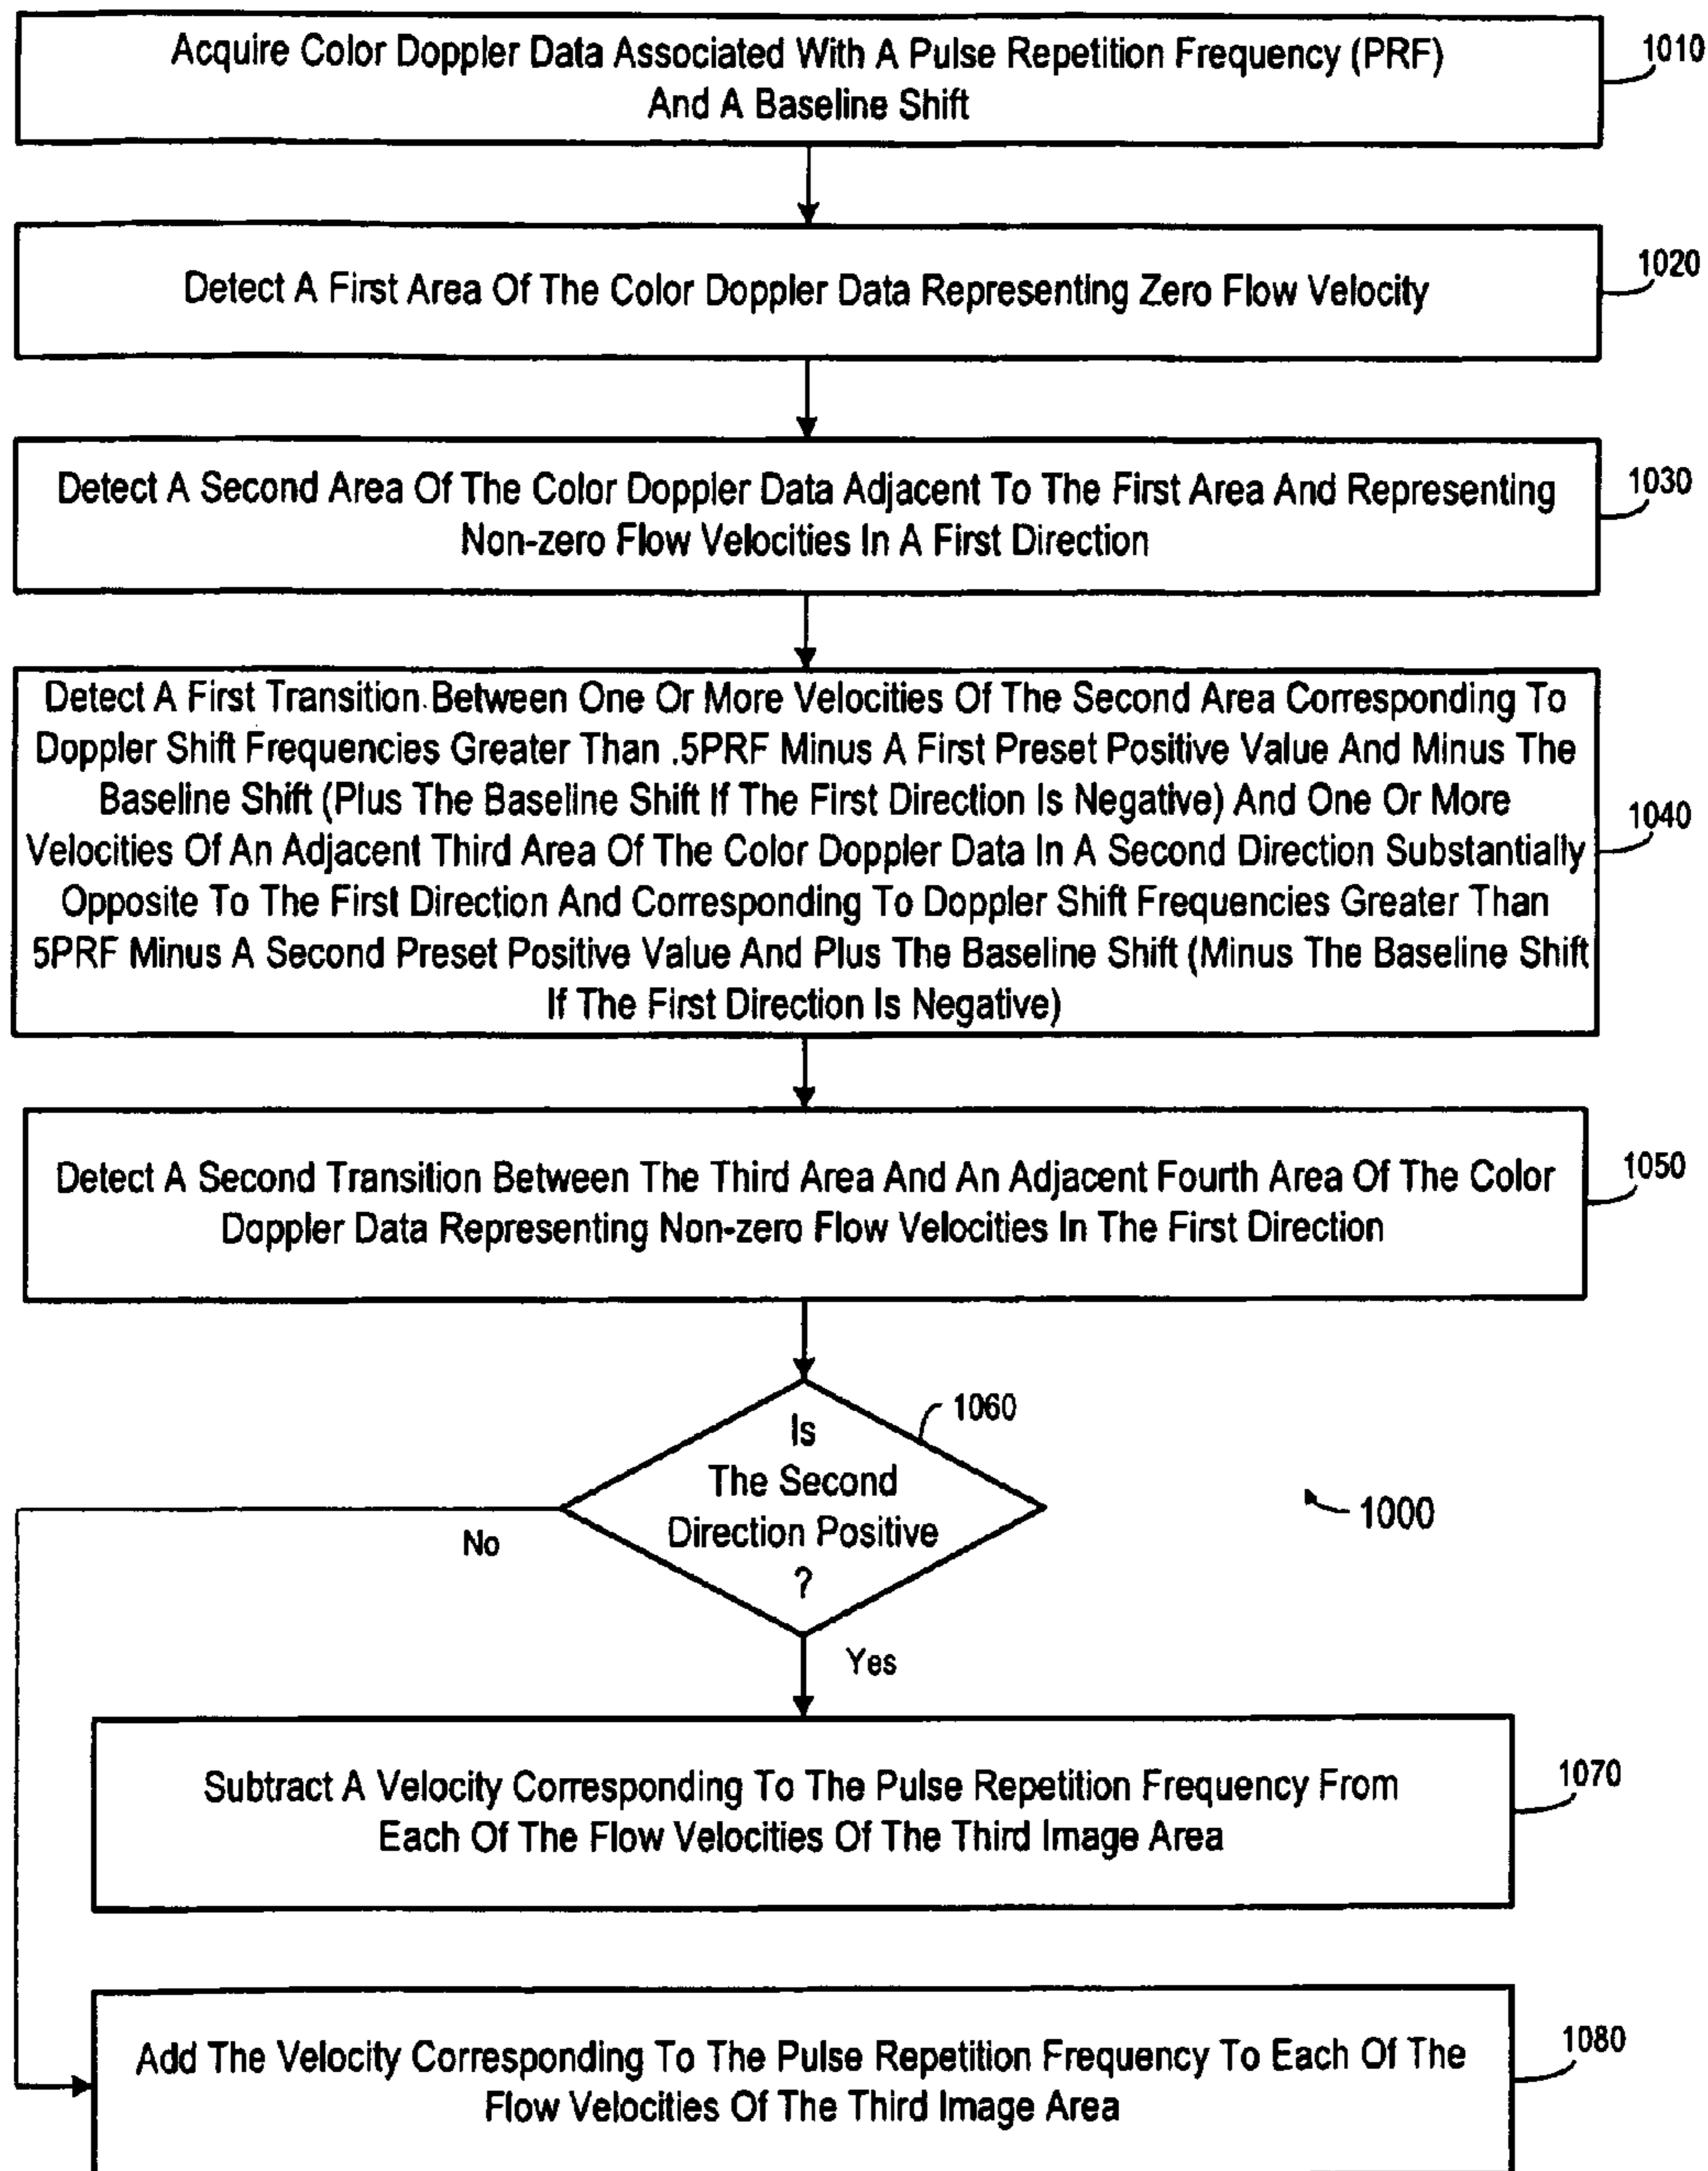 Acquire Color Doppler Data Associated With A Pulse Repetition Frequency (PRF)
And A Baseline Shift
1010
Detect A First Area Of The Color Doppler Data Representing Zero Flow Velocity
1020
Detect A Second Area Of The Color Doppler Data Adjacent To The First Area And Representing
Non-zero Flow Velocities In A First Direction
1030
Detect A First Transition Between One Or More Velocities Of The Second Area Corresponding To
Doppler Shift Frequencies Greater Than .5PRF Minus A First Preset Positive Value And Minus The
Baseline Shift (Plus The Baseline Shift If The First Direction Is Negative) And One Or More
Velocities Of An Adjacent Third Area Of The Color Doppler Data In A Second Direction Substantially
Opposite To The First Direction And Corresponding To Doppler Shift Frequencies Greater Than
5PRF Minus A Second Preset Positive Value And Plus The Baseline Shift (Minus The Baseline Shift
If The First Direction Is Negative)
1040
Detect A Second Transition Between The Third Area And An Adjacent Fourth Area Of The Color
Doppler Data Representing Non-zero Flow Velocities In The First Direction
1050
Is
The Second
Direction Positive
?
1060
1000
No
Yes
Subtract A Velocity Corresponding To The Pulse Repetition Frequency From
Each Of The Flow Velocities Of The Third Image Area
1070
Add The Velocity Corresponding To The Pulse Repetition Frequency To Each Of The
Flow Velocities Of The Third Image Area
1080